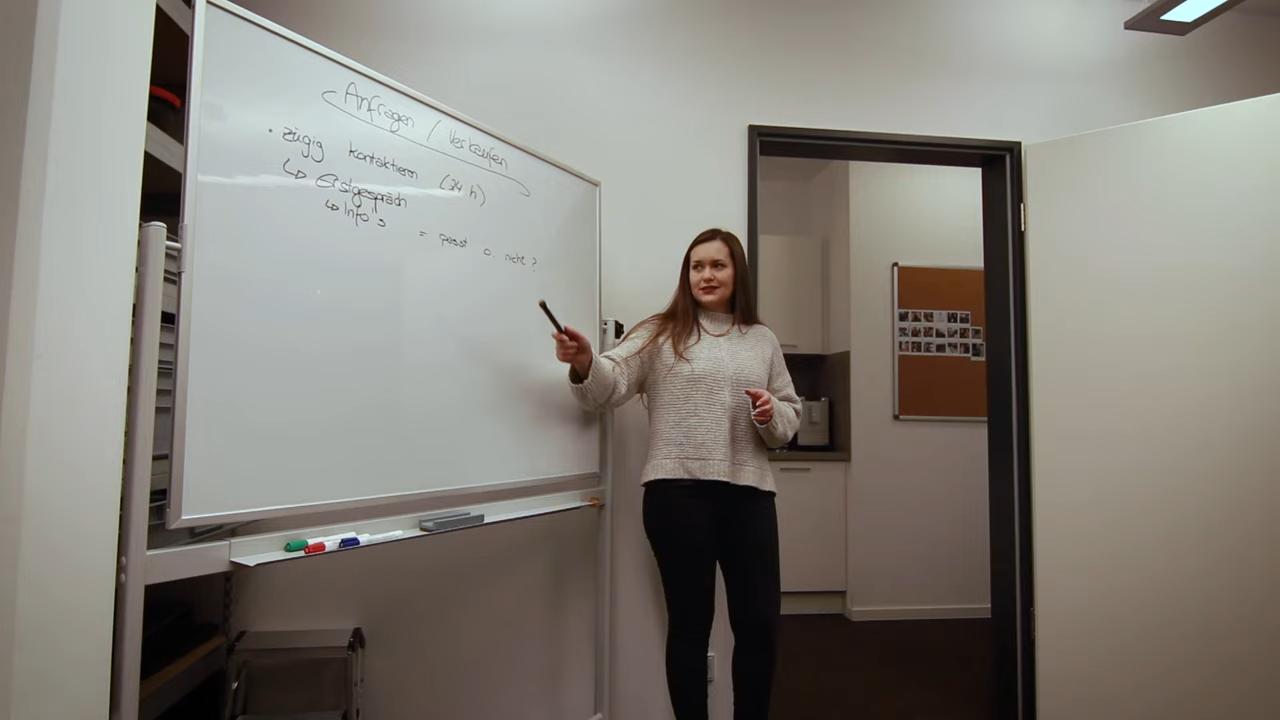 Anfragen / Verkaufen
• zügig kontaktieren (24 h)
↳ Erstgespräch
↳ Info's = passt o. nicht?